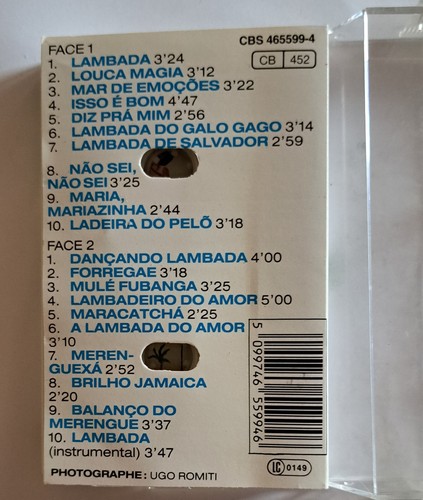 CBS 465599-4
CB 452
FACE 1
1. LAMBADA 3'24
2. LOUCA MAGIA 3'12
3. MAR DE EMOÇÕES 3'22
4. ISSO É BOM 4'47
5. DIZ PRÁ MIM 2'56
6. LAMBADA DO GALO GAGO 3'14
7. LAMBADA DE SALVADOR 2'59
8. NÃO SEI,
NÃO SEI 3'25
9. MARIA,
MARIAZINHA 2'44
10. LADEIRA DO PELÕ 3'18
FACE 2
1. DANÇANDO LAMBADA 4'00
2. FORREGAE 3'18
3. MULÉ FUBANGA 3'25
4. LAMBADEIRO DO AMOR 5'00
5. MARACATCHÁ 2'25
6. A LAMBADA DO AMOR
3'10
7. MEREN-
GUEXÁ 2'52
8. BRILHO JAMAICA
2'20
9. BALANÇO DO
MERENGUE 3'37
10. LAMBADA
(instrumental) 3'47
PHOTOGRAPHE : UGO ROMITI
5 099746 559946
LC 0149